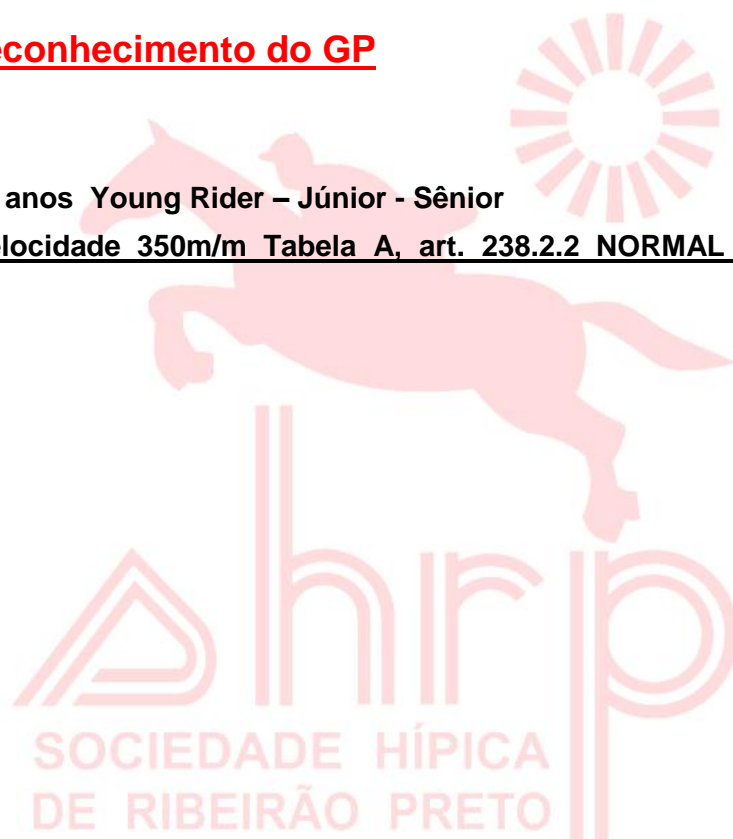 econhecimento do GP
anos Young Rider – Júnior - Sênior
elocidade 350m/m Tabela A, art. 238.2.2 NORMAL
hrp
SOCIEDADE HÍPICA
DE RIBEIRÃO PRETO